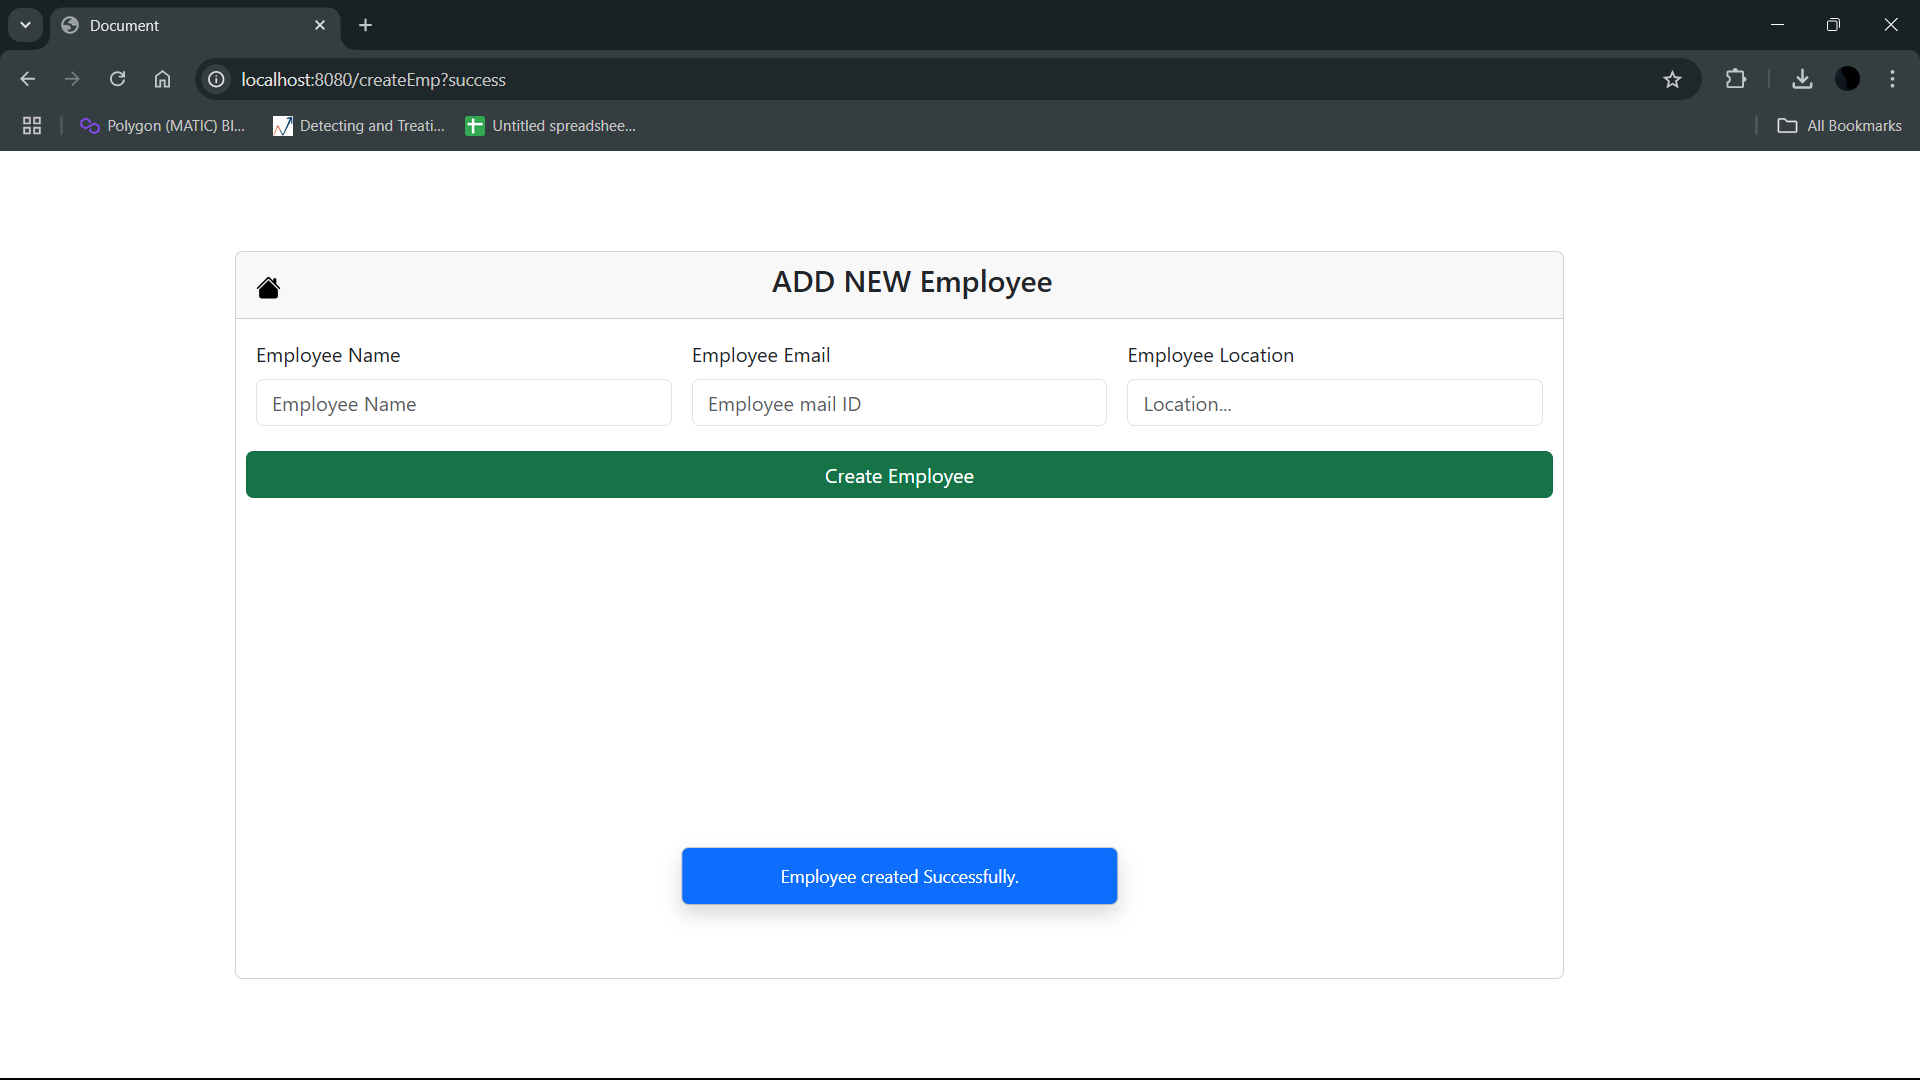 Document
localhost:8080/createEmp?success
Polygon (MATIC) Bl...
Detecting and Treati...
Untitled spreadshee...
All Bookmarks
ADD NEW Employee
Employee Name
Employee Email
Employee Location
Employee Name
Employee mail ID
Location...
Create Employee
Employee created Successfully.